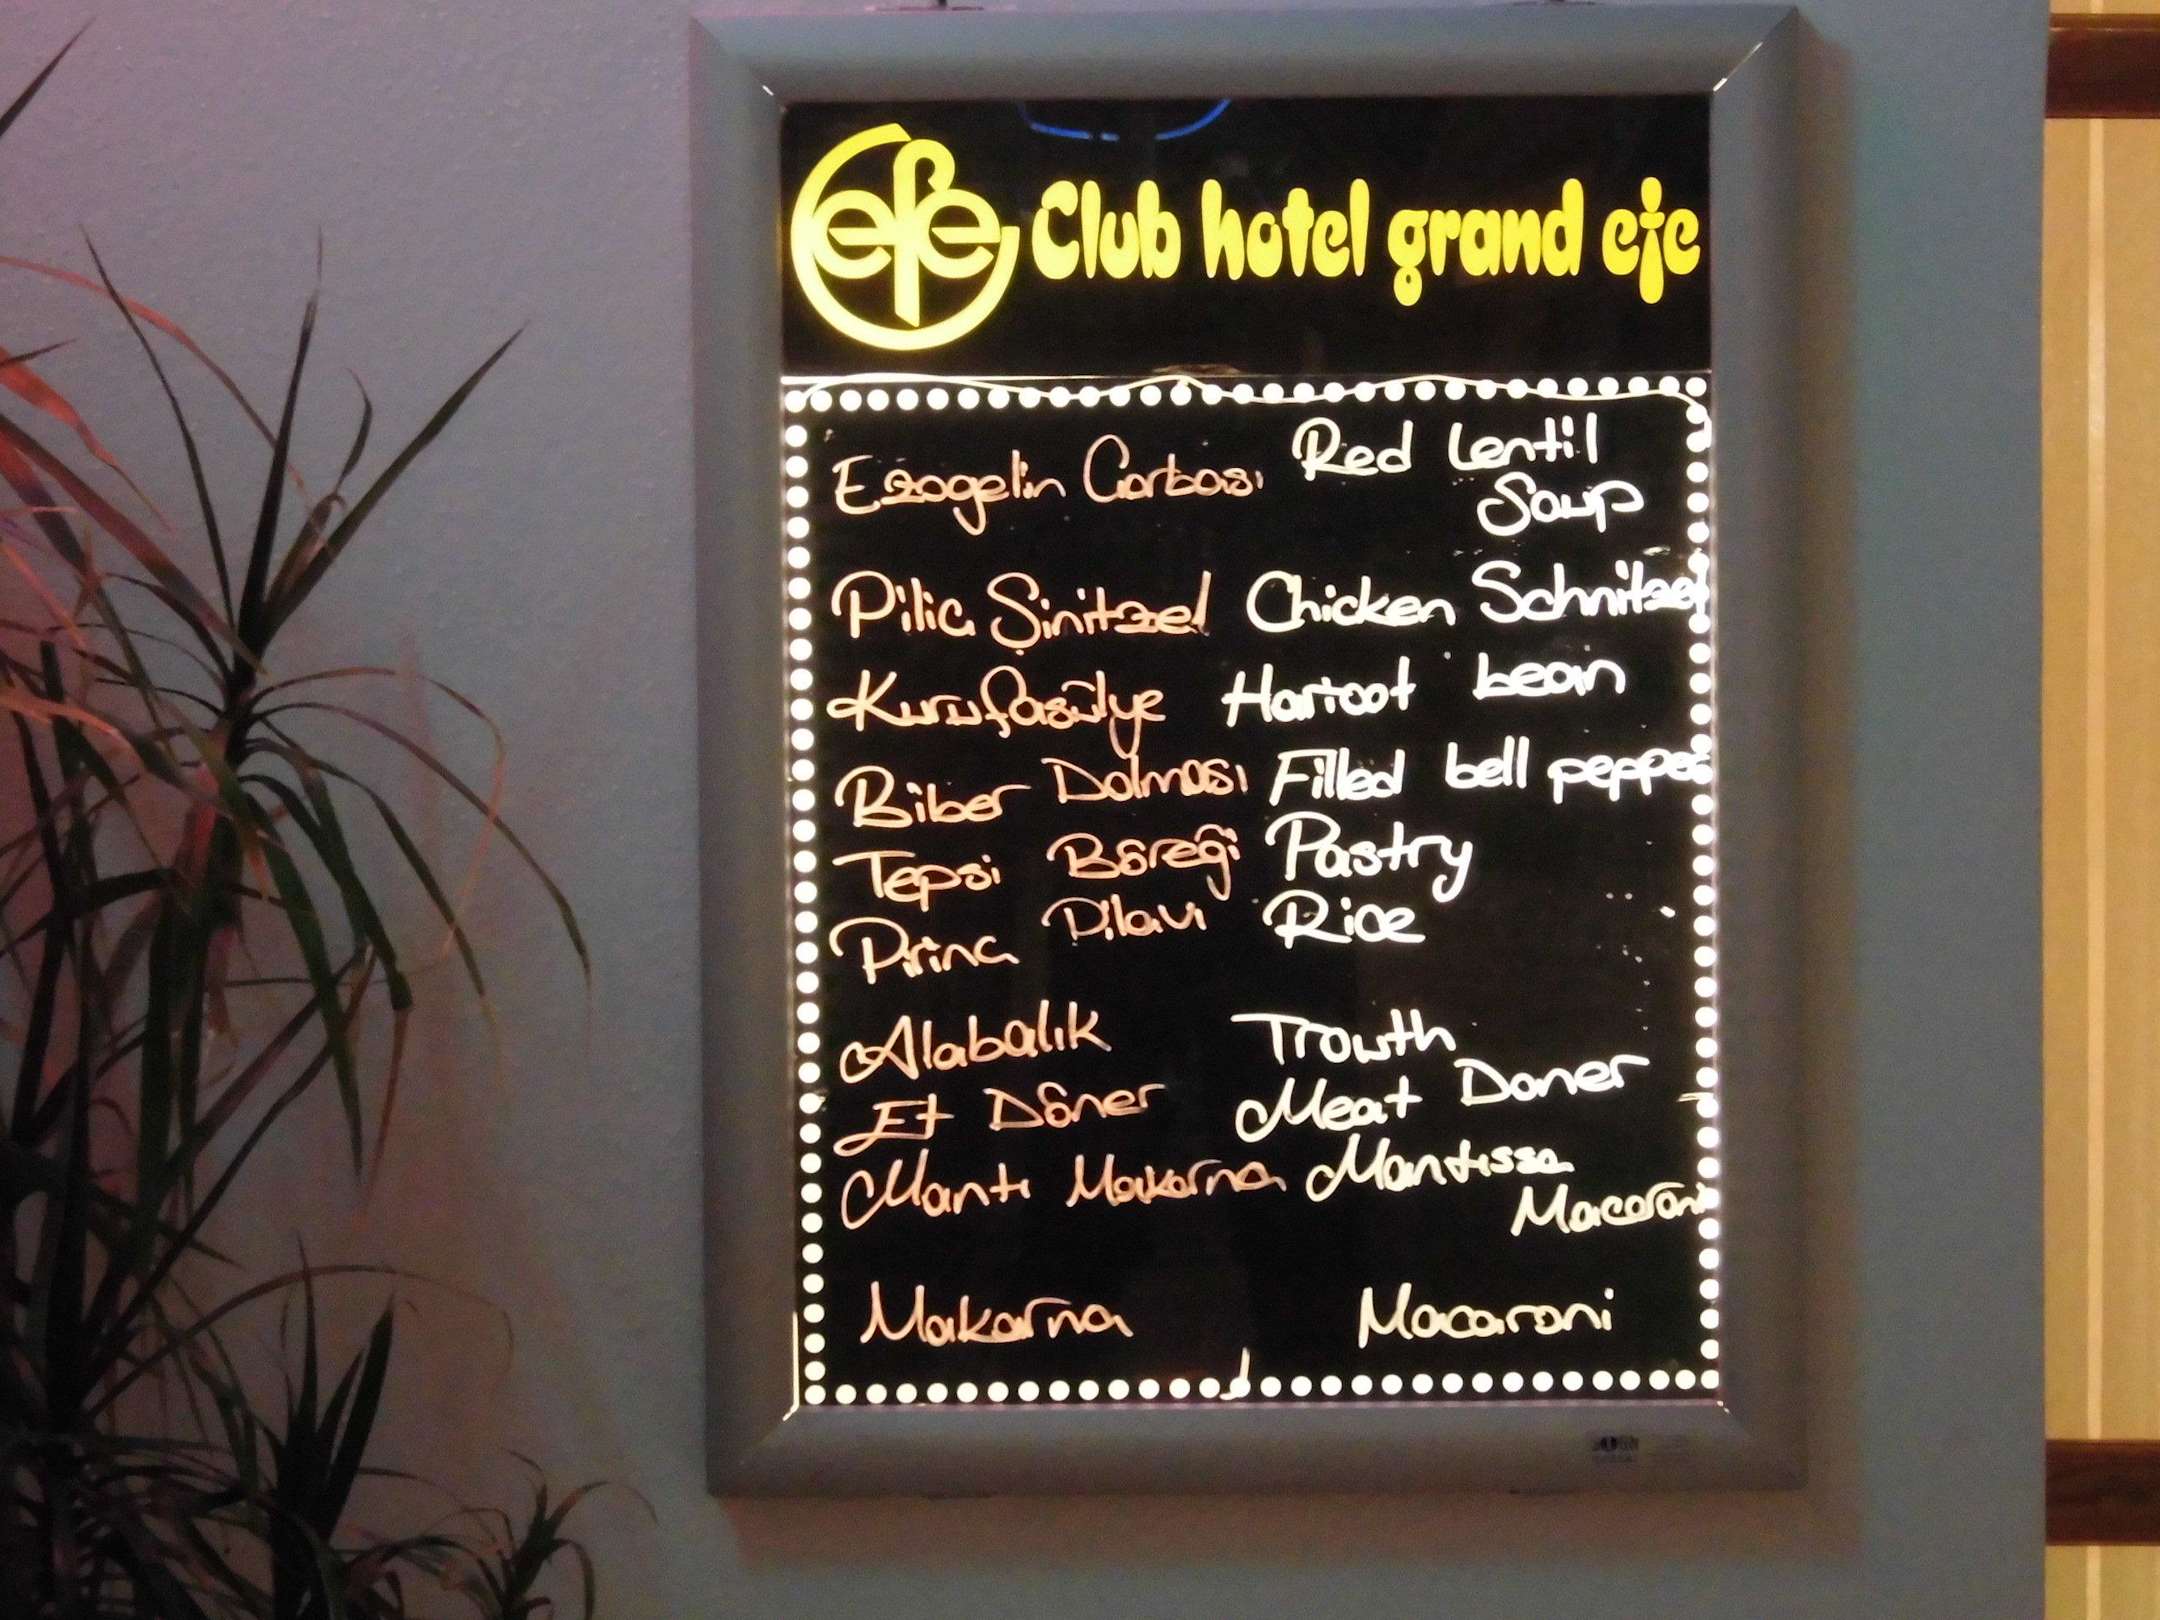 efe Club hotel grand efe
Ezogelin Çorbası Red Lentil
Soup
Piliç Şinitzel Chicken Schnitzel
Kurufasülye Haricot bean
Biber Dolması Filled bell pepper
Tepsi Böreği Pastry
Pirinç Pilavı Rice
Alabalık Trowth
Et Döner Meat Doner
Mantı Makarna Mantissa
Macaroni
Makarna Macaroni